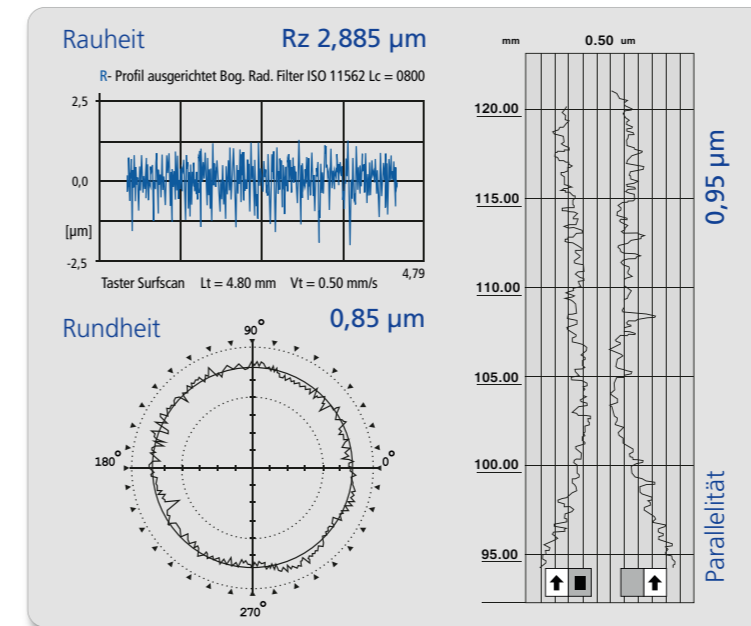 Rauheit
Rz 2,885 µm
R- Profil ausgerichtet Bog. Rad. Filter ISO 11562 Lc = 0800
2,5
0,0
[µm]
-2,5
4,79
Taster Surfscan Lt = 4.80 mm Vt = 0.50 mm/s
Rundheit
0,85 µm
90°
180°
0°
270°
mm
0.50 um
120.00
115.00
110.00
105.00
100.00
95.00
0,95 µm
Parallelität